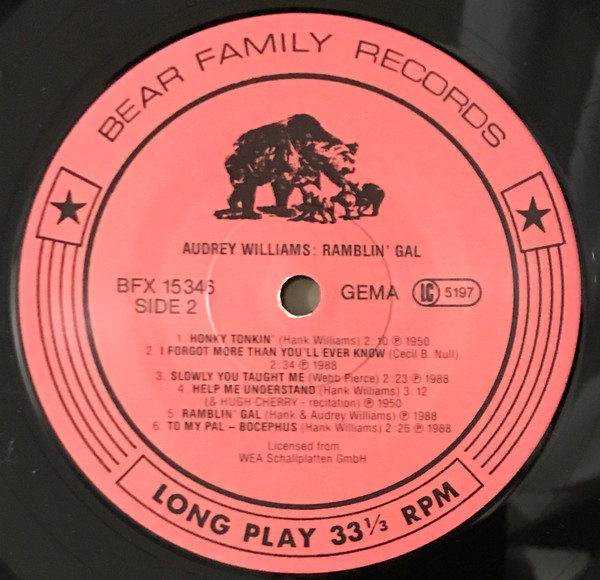 BEAR FAMILY RECORDS
AUDREY WILLIAMS: RAMBLIN' GAL
BFX 15346
SIDE 2
GEMA
LC 5197
1. HONKY TONKIN' (Hank Williams) 2:10 ℗ 1950
2. I FORGOT MORE THAN YOU'LL EVER KNOW (Cecil B. Null)
2:34 ℗ 1988
3. SLOWLY YOU TAUGHT ME (Webb Pierce) 2:23 ℗ 1988
4. HELP ME UNDERSTAND (Hank Williams) 3:12
(& HUGH CHERRY - recitation) ℗ 1950
5. RAMBLIN' GAL (Hank & Audrey Williams) ℗ 1988
6. TO MY PAL – BOCEPHUS (Hank Williams) 2:26 ℗ 1988
Licensed from
WEA Schallplatten GmbH
LONG PLAY 33⅓ RPM